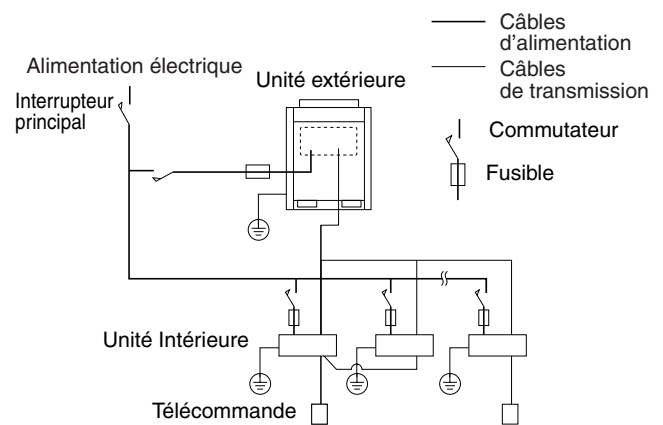 Câbles
d'alimentation
Câbles
de transmission
Alimentation électrique
Unité extérieure
Interrupteur
principal
Commutateur
Fusible
Unité Intérieure
Télécommande